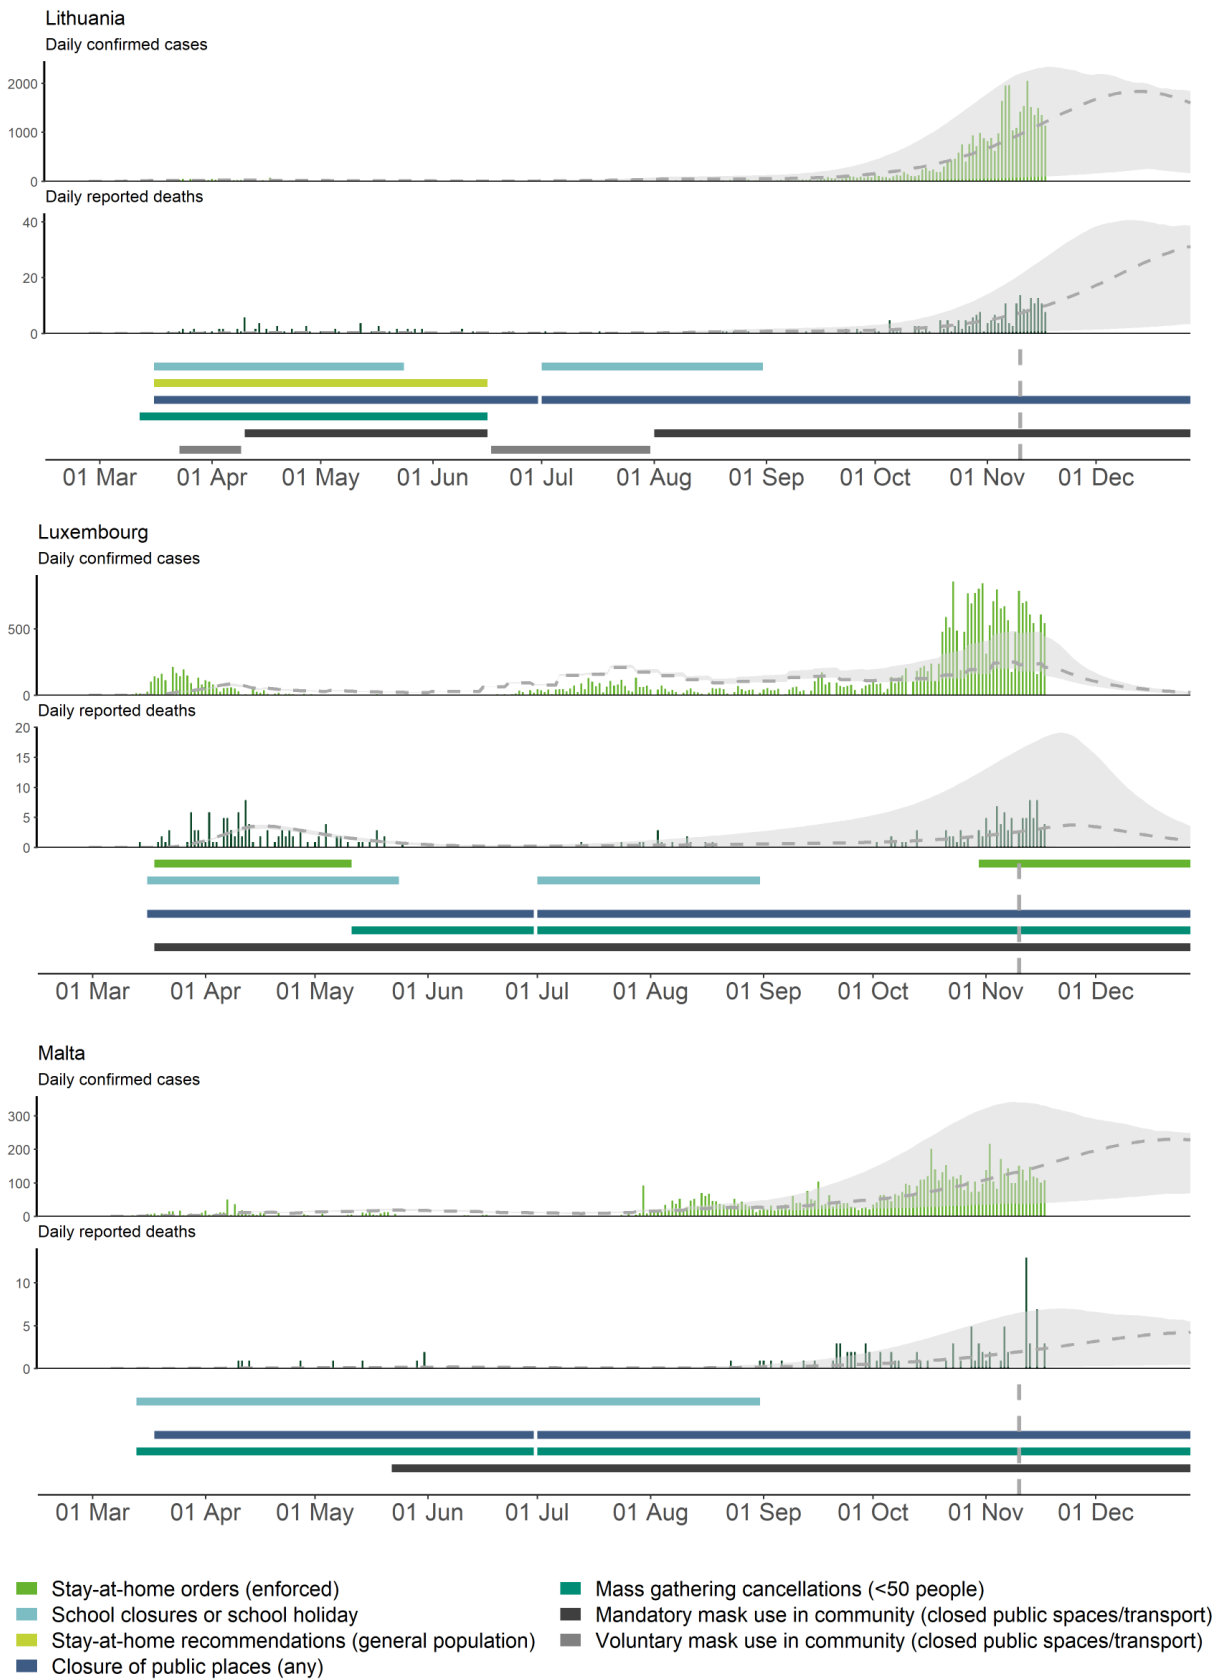 Lithuania
Daily confirmed cases
2000
1000
0
Daily reported deaths
40
20
0
01 Mar 01 Apr 01 May 01 Jun 01 Jul 01 Aug 01 Sep 01 Oct 01 Nov 01 Dec
Luxembourg
Daily confirmed cases
500
0
Daily reported deaths
20
15
10
5
0
01 Mar 01 Apr 01 May 01 Jun 01 Jul 01 Aug 01 Sep 01 Oct 01 Nov 01 Dec
Malta
Daily confirmed cases
300
200
100
0
Daily reported deaths
10
5
0
01 Mar 01 Apr 01 May 01 Jun 01 Jul 01 Aug 01 Sep 01 Oct 01 Nov 01 Dec
Stay-at-home orders (enforced)
School closures or school holiday
Stay-at-home recommendations (general population)
Closure of public places (any)
Mass gathering cancellations (<50 people)
Mandatory mask use in community (closed public spaces/transport)
Voluntary mask use in community (closed public spaces/transport)